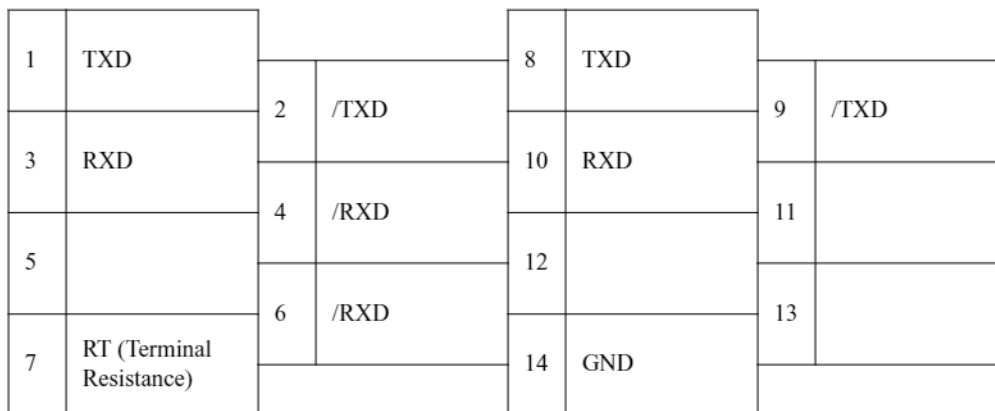 1 TXD
2 /TXD
3 RXD
4 /RXD
5
6 /RXD
7 RT (Terminal
Resistance)
8 TXD
9 /TXD
10 RXD
11
12
13
14 GND